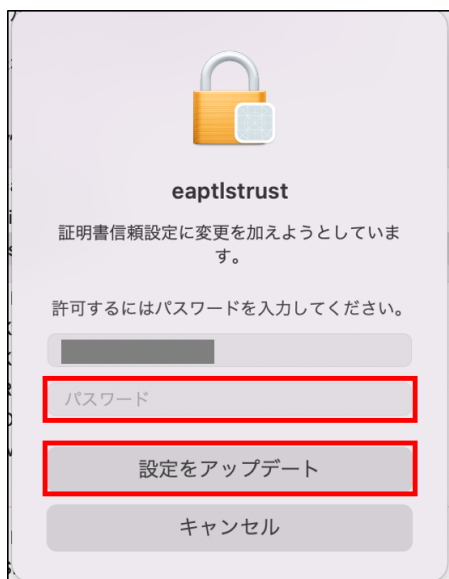 eaptlstrust
証明書信頼設定に変更を加えようとしていま
す。
許可するにはパスワードを入力してください。
パスワード
設定をアップデート
キャンセル